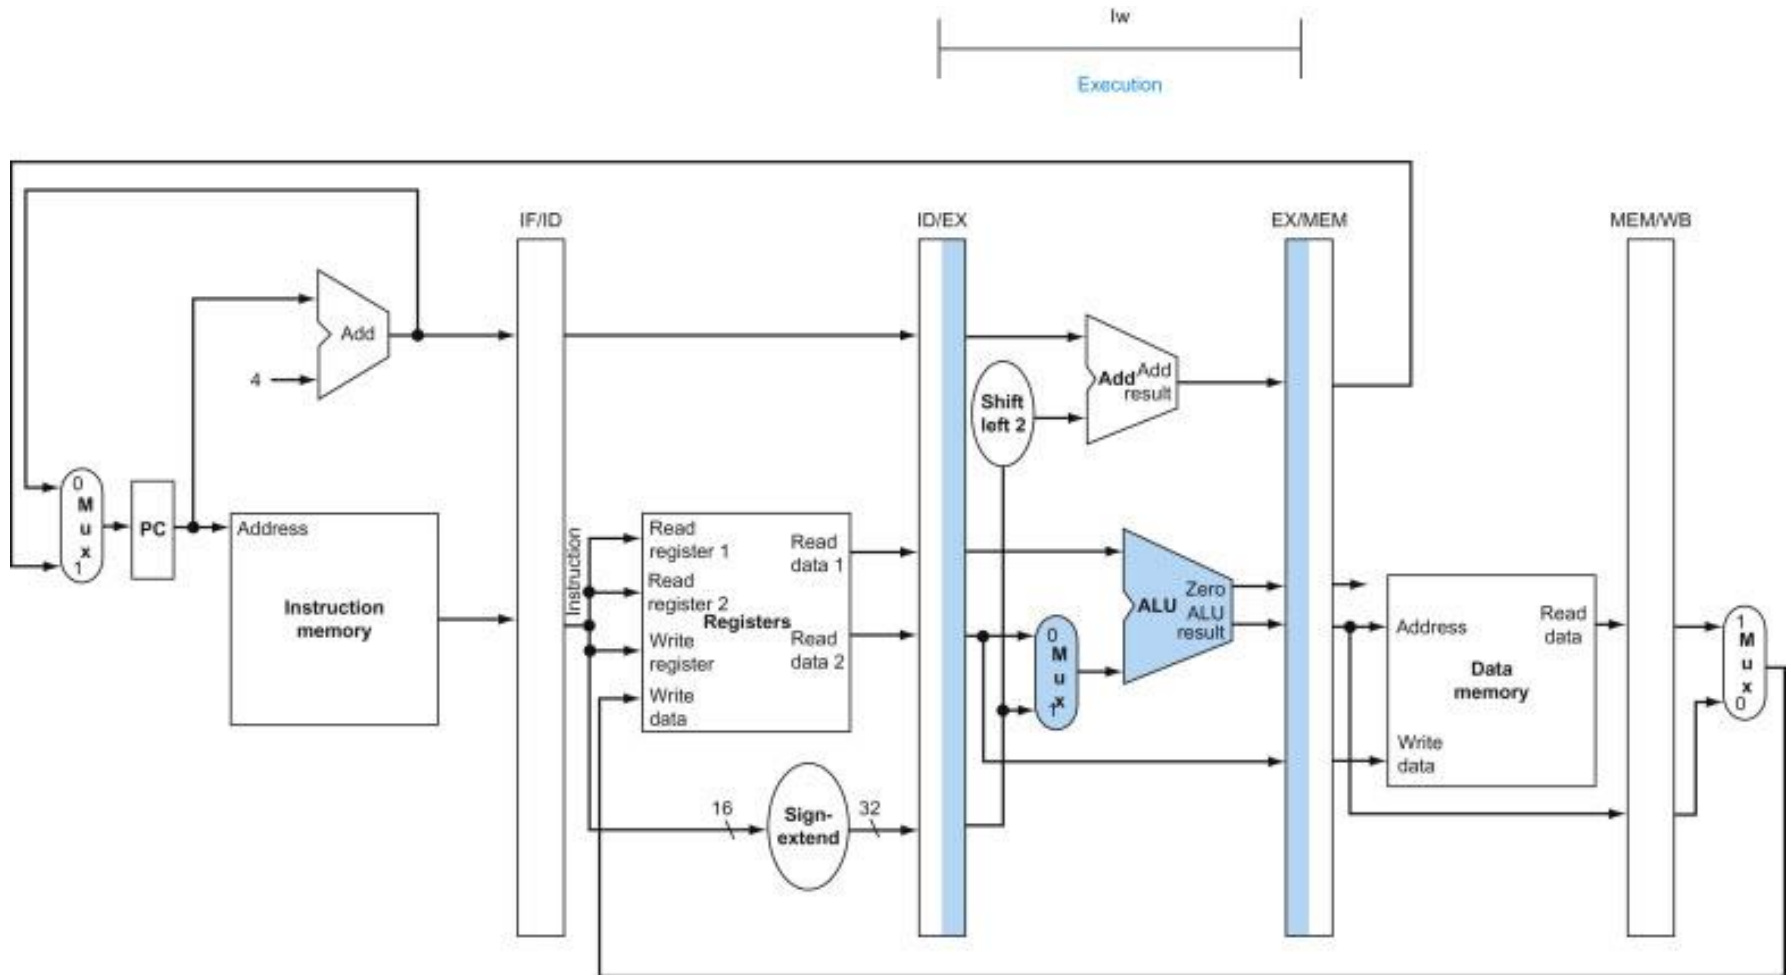 lw
Execution
IF/ID
ID/EX
EX/MEM
MEM/WB
Add
4
Shift
left 2
Add
Add
result
0
M
u
x
1
PC
Address
Instruction
memory
Instruction
Read
register 1
Read
register 2
Write
register
Write
data
Registers
Read
data 1
Read
data 2
16
Sign-
extend
32
0
M
u
x
1
ALU
Zero
ALU
result
Address
Read
data
Data
memory
Write
data
1
M
u
x
0